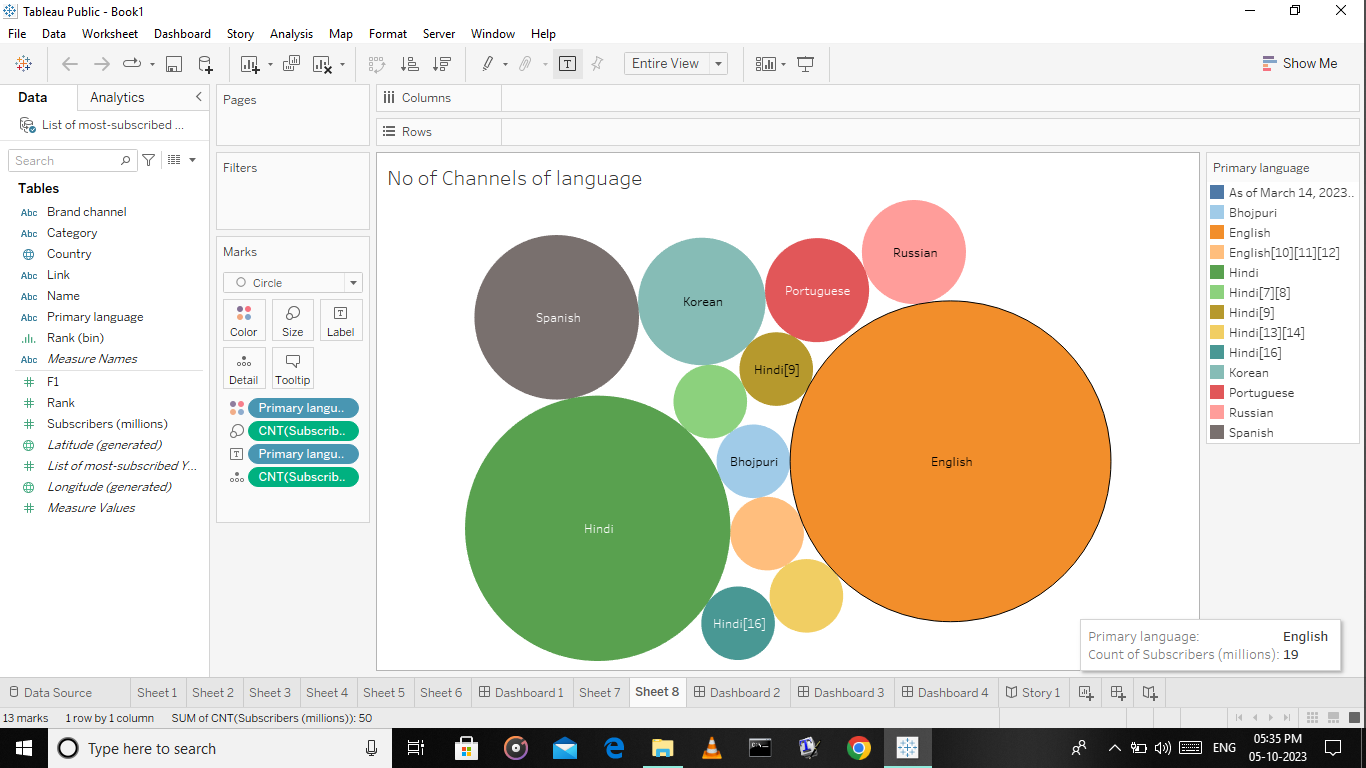 Tableau Public - Book1
File Data Worksheet Dashboard Story Analysis Map Format Server Window Help
Entire View
Show Me
Data Analytics
List of most-subscribed ...
Search
Tables
Abc Brand channel
Abc Category
Country
Abc Link
Abc Name
Abc Primary language
Rank (bin)
Abc Measure Names
F1
Rank
Subscribers (millions)
Latitude (generated)
List of most-subscribed Y...
Longitude (generated)
Measure Values
Pages
Filters
Marks
Circle
Color Size Label
Detail Tooltip
Primary langu..
CNT(Subscrib..
Primary langu..
CNT(Subscrib..
Columns
Rows
No of Channels of language
Russian
Portuguese
Korean
Spanish
Hindi[9]
Bhojpuri
English
Hindi
Hindi[16]
Primary language: English
Count of Subscribers (millions): 19
Primary language
As of March 14, 2023..
Bhojpuri
English
English[10][11][12]
Hindi
Hindi[7][8]
Hindi[9]
Hindi[13][14]
Hindi[16]
Korean
Portuguese
Russian
Spanish
Data Source Sheet 1 Sheet 2 Sheet 3 Sheet 4 Sheet 5 Sheet 6 Dashboard 1 Sheet 7 Sheet 8 Dashboard 2 Dashboard 3 Dashboard 4 Story 1
13 marks 1 row by 1 column SUM of CNT(Subscribers (millions)): 50
Type here to search
ENG
05:35 PM
05-10-2023